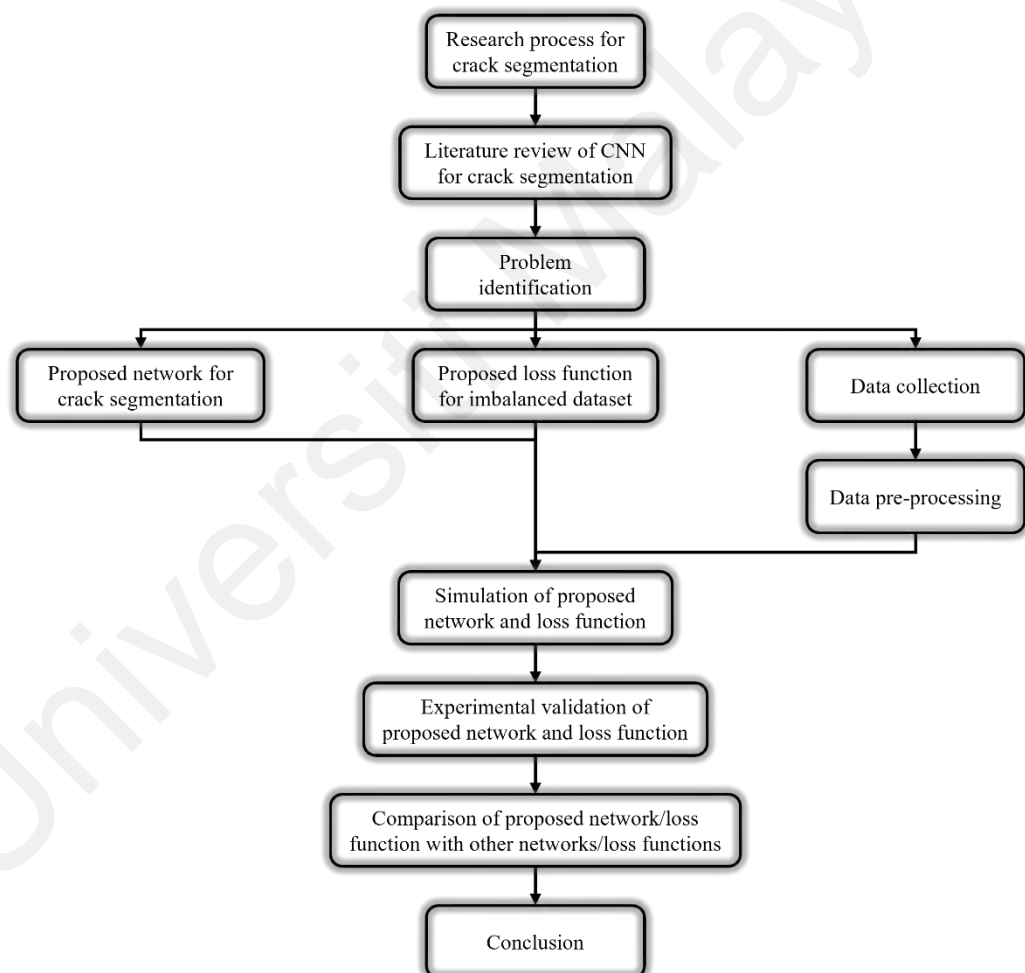 Research process for
crack segmentation
Literature review of CNN
for crack segmentation
Problem
identification
Proposed network for
crack segmentation
Proposed loss function
for imbalanced dataset
Data collection
Data pre-processing
Simulation of proposed
network and loss function
Experimental validation of
proposed network and loss function
Comparison of proposed network/loss
function with other networks/loss functions
Conclusion
Universiti Malay